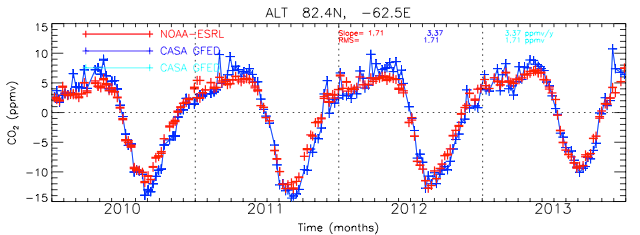 ALT 82.4N, -62.5E
NOAA-ESRL
CASA GFED
CASA GFED
Slope= 1.71 3.37 3.37 ppmv/y
RMS= 1.71 1.71 ppmv
CO2 (ppmv)
15
10
5
0
-5
-10
-15
2010 2011 2012 2013
Time (months)